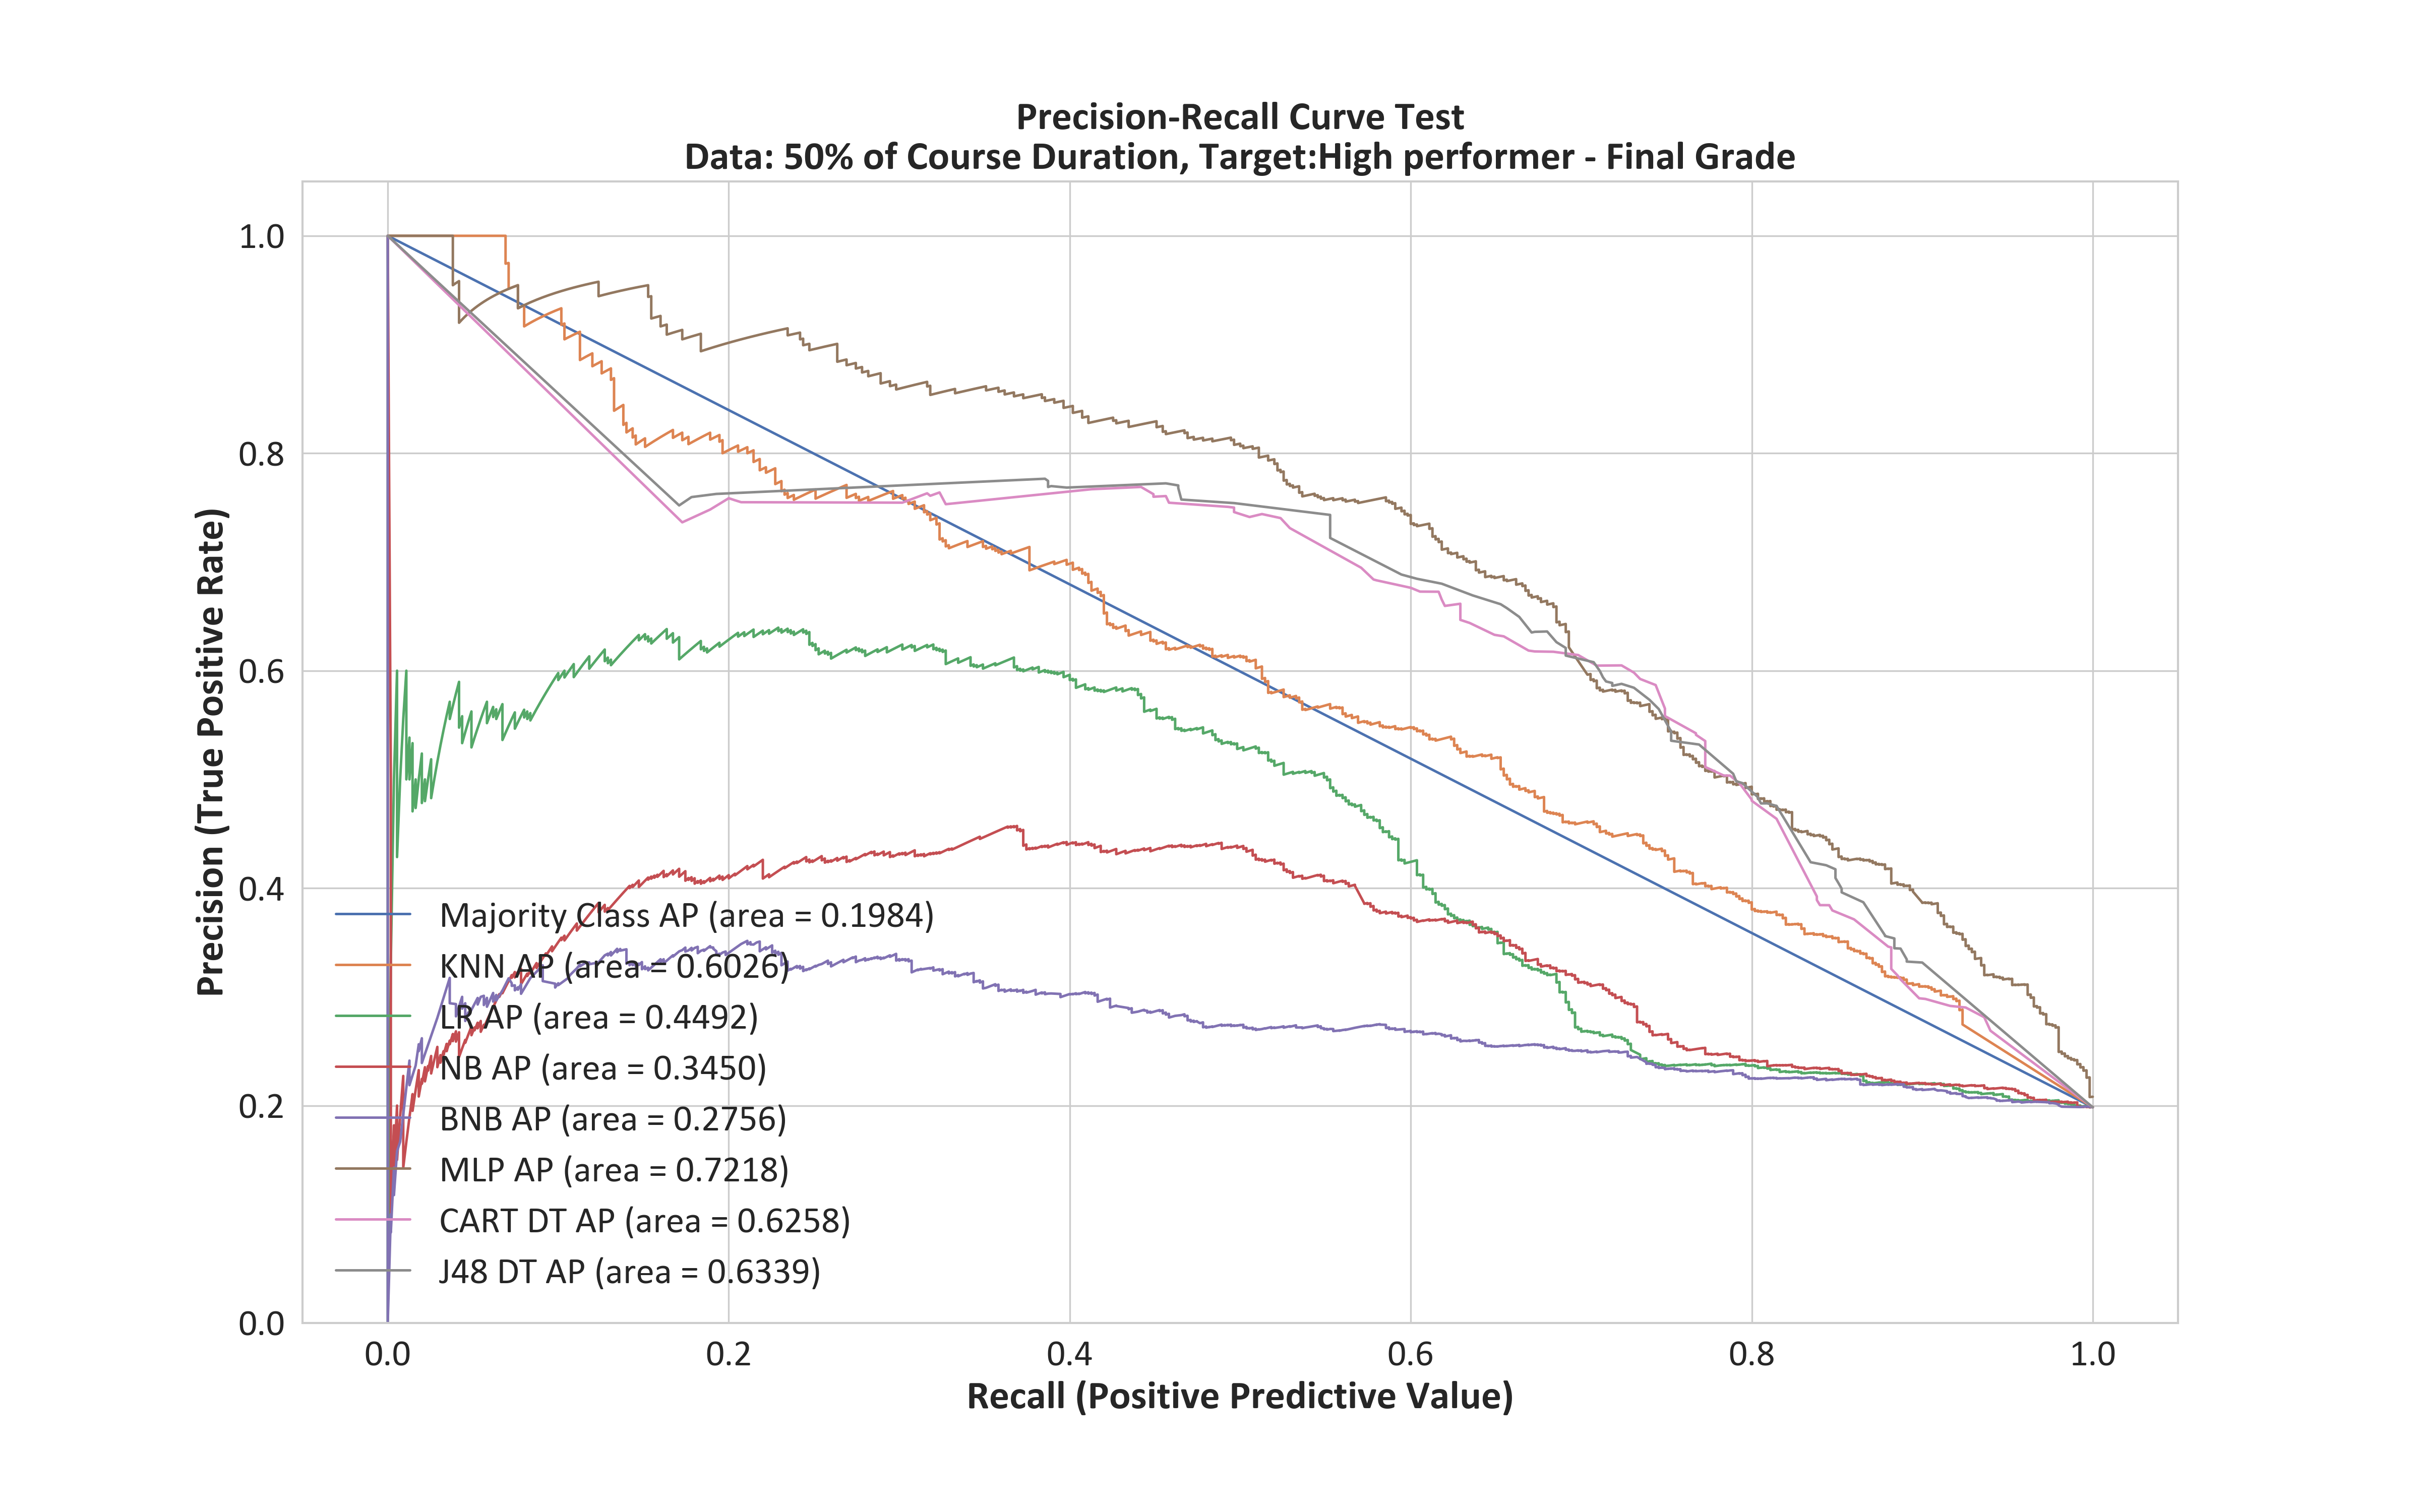 Precision-Recall Curve Test
Data: 50% of Course Duration, Target:High performer - Final Grade
Precision (True Positive Rate)
1.0
0.8
0.6
0.4
0.2
0.0
Majority Class AP (area = 0.1984)
KNN AP (area = 0.6026)
LR AP (area = 0.4492)
NB AP (area = 0.3450)
BNB AP (area = 0.2756)
MLP AP (area = 0.7218)
CART DT AP (area = 0.6258)
J48 DT AP (area = 0.6339)
0.0 0.2 0.4 0.6 0.8 1.0
Recall (Positive Predictive Value)